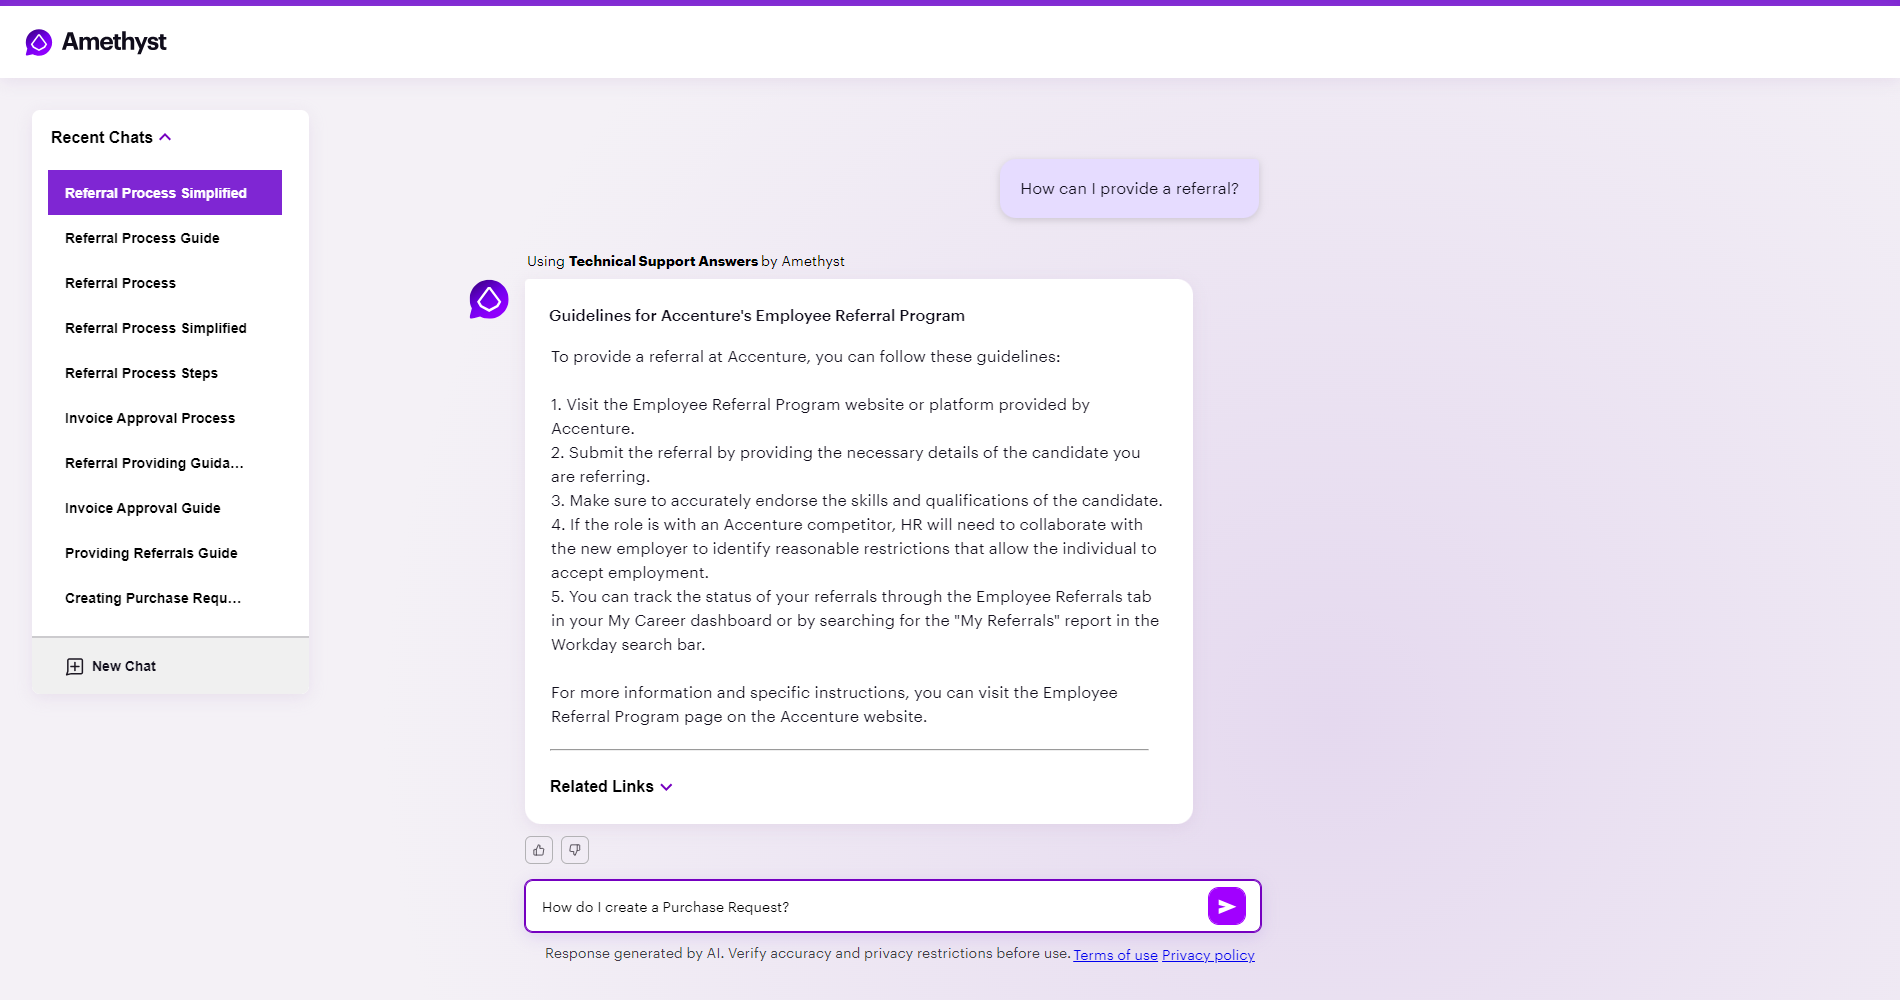 Amethyst
Recent Chats
Referral Process Simplified
Referral Process Guide
Referral Process
Referral Process Simplified
Referral Process Steps
Invoice Approval Process
Referral Providing Guida...
Invoice Approval Guide
Providing Referrals Guide
Creating Purchase Requ...
New Chat
How can I provide a referral?
Using Technical Support Answers by Amethyst
Guidelines for Accenture's Employee Referral Program
To provide a referral at Accenture, you can follow these guidelines:
1. Visit the Employee Referral Program website or platform provided by
Accenture.
2. Submit the referral by providing the necessary details of the candidate you
are referring.
3. Make sure to accurately endorse the skills and qualifications of the candidate.
4. If the role is with an Accenture competitor, HR will need to collaborate with
the new employer to identify reasonable restrictions that allow the individual to
accept employment.
5. You can track the status of your referrals through the Employee Referrals tab
in your My Career dashboard or by searching for the "My Referrals" report in the
Workday search bar.
For more information and specific instructions, you can visit the Employee
Referral Program page on the Accenture website.
Related Links
How do I create a Purchase Request?
Response generated by AI. Verify accuracy and privacy restrictions before use. Terms of use Privacy policy